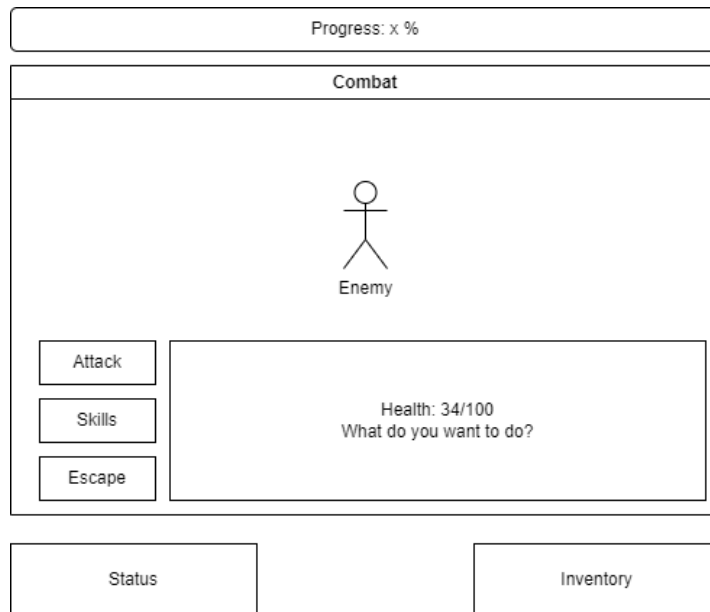 Progress: x %
Combat
Enemy
Attack
Skills
Escape
Health: 34/100
What do you want to do?
Status
Inventory